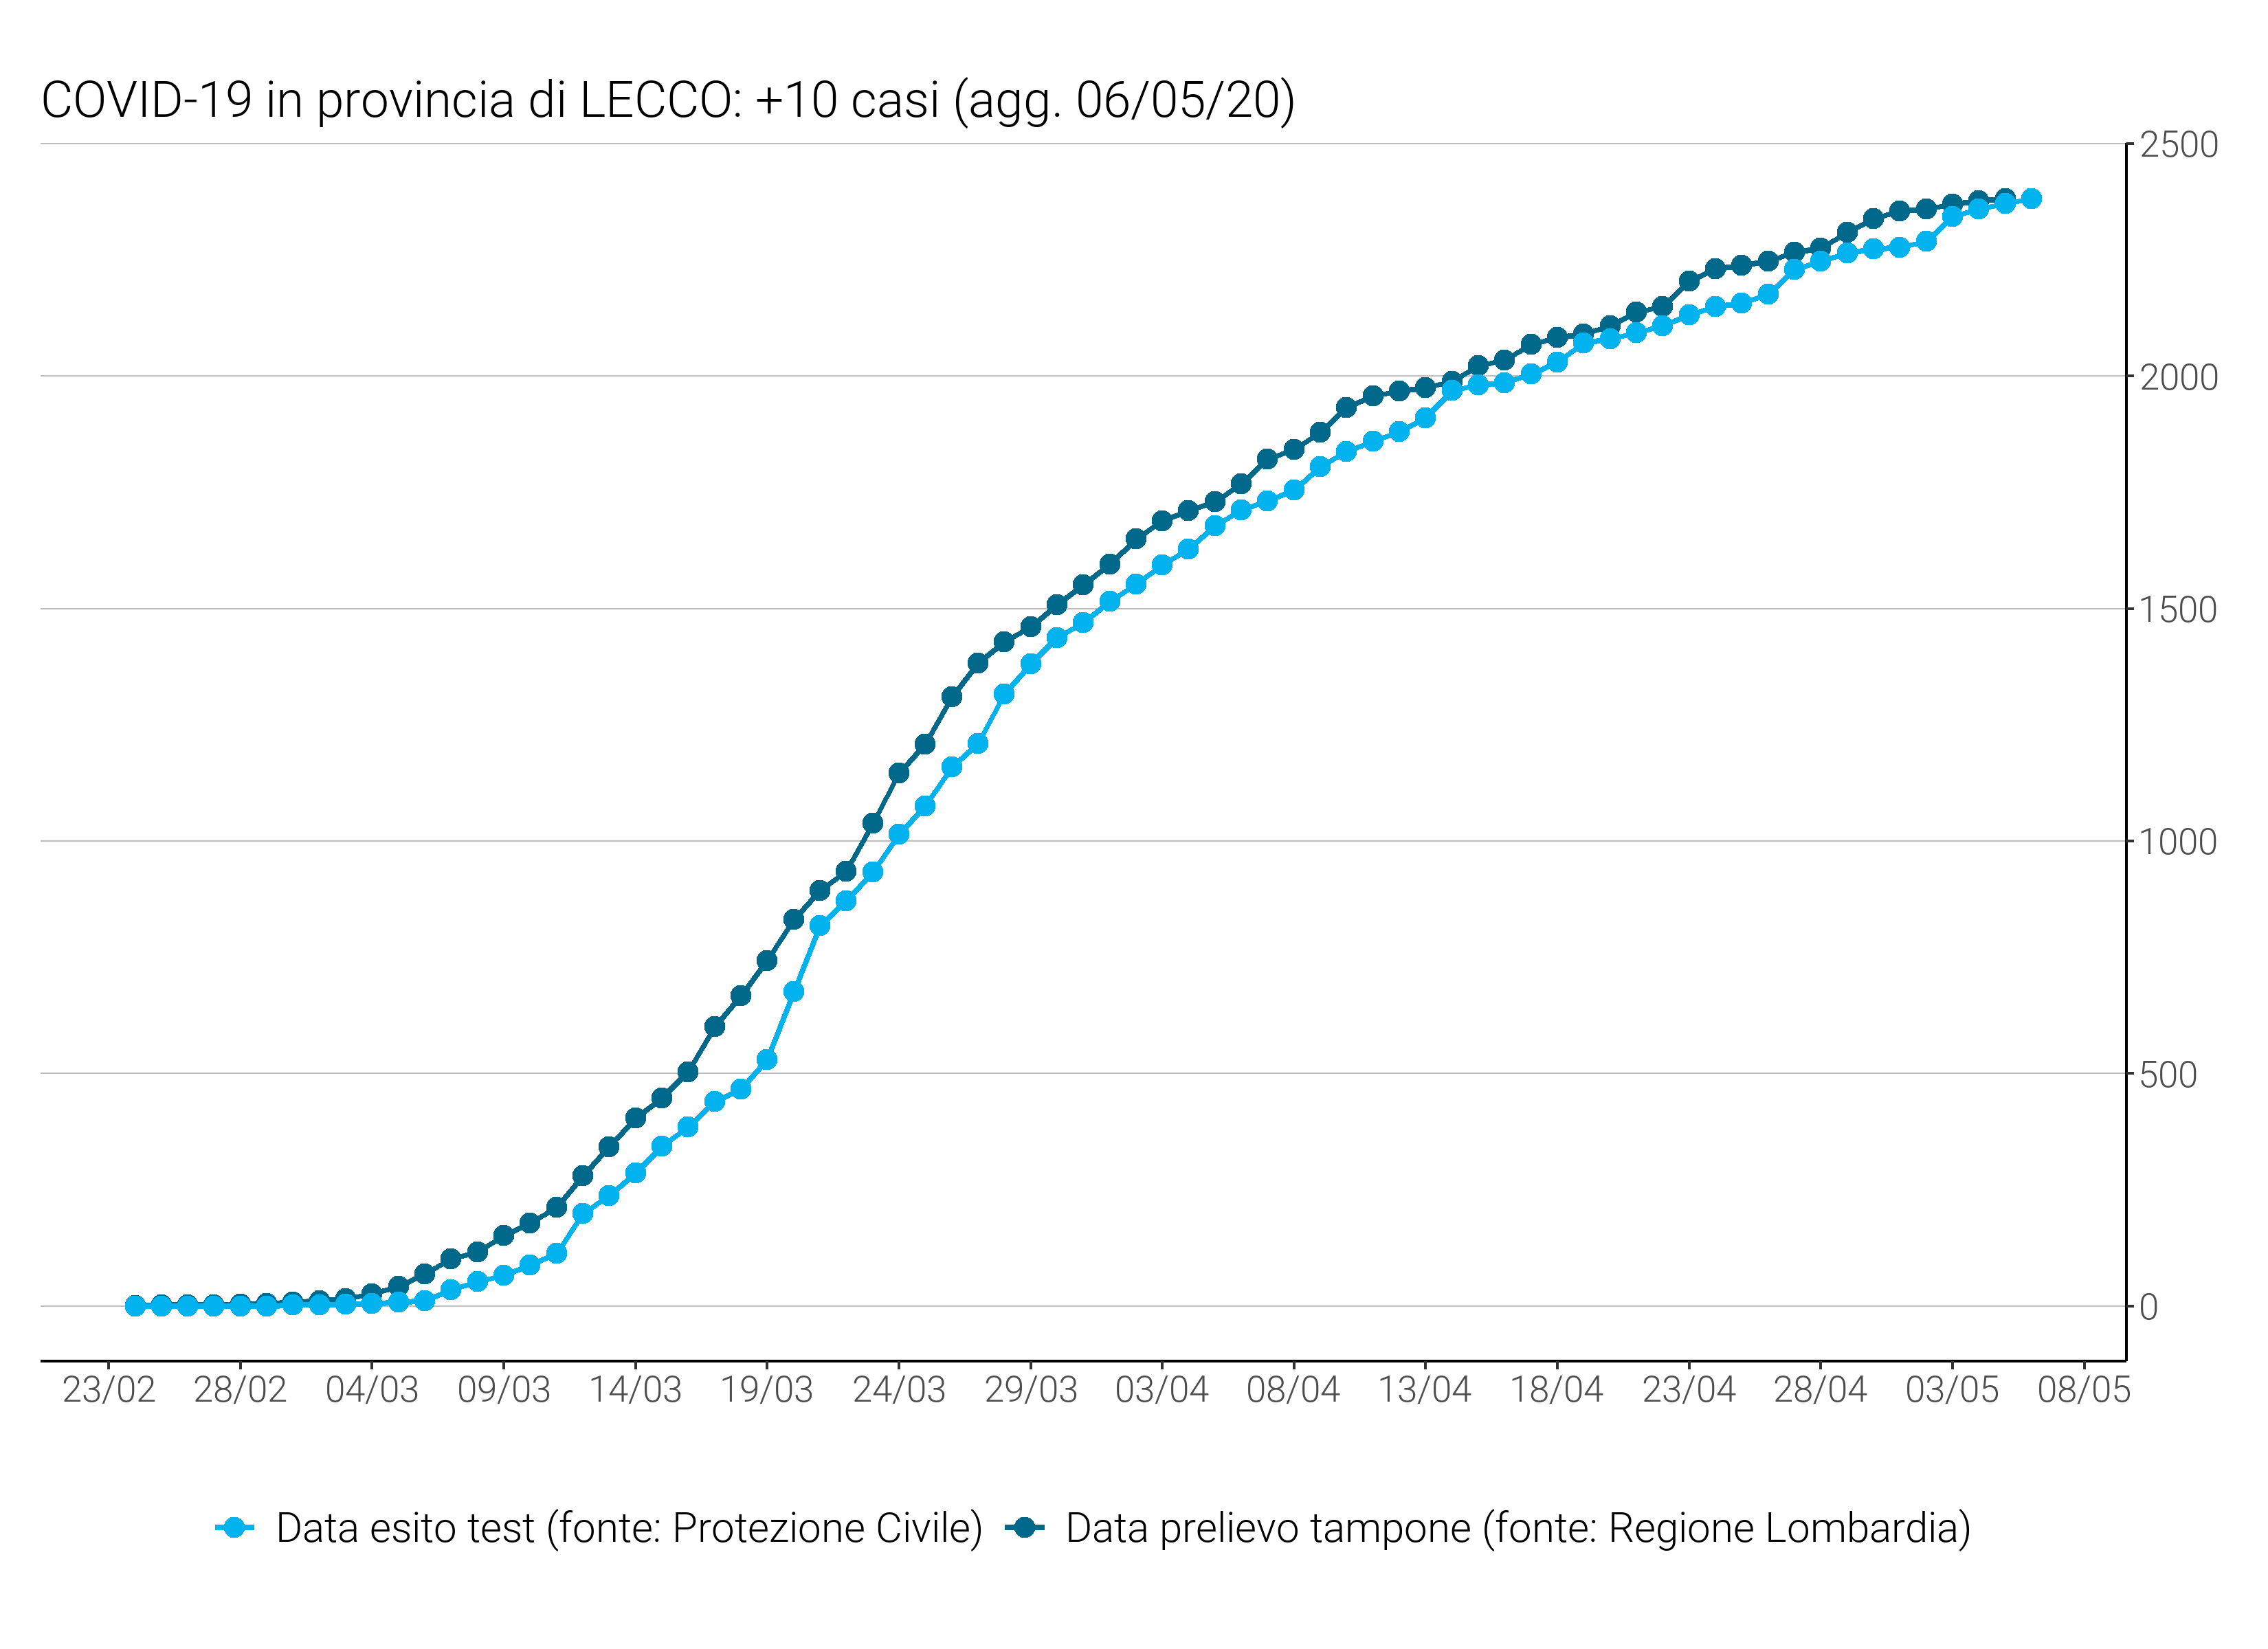 COVID-19 in provincia di LECCO: +10 casi (agg. 06/05/20)
2500
2000
1500
1000
500
0
23/02 28/02 04/03 09/03 14/03 19/03 24/03 29/03 03/04 08/04 13/04 18/04 23/04 28/04 03/05 08/05
Data esito test (fonte: Protezione Civile) Data prelievo tampone (fonte: Regione Lombardia)